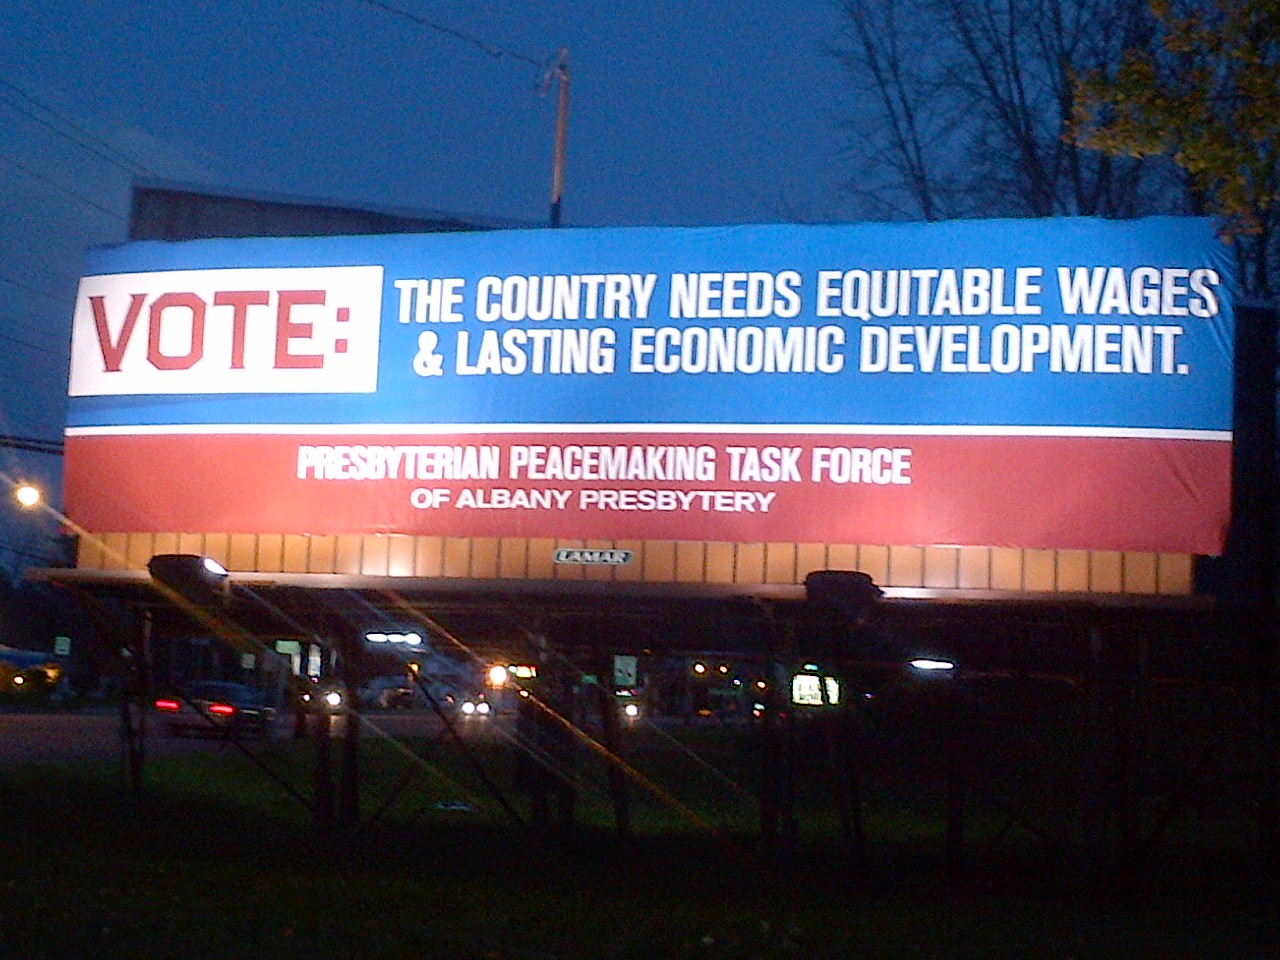 VOTE:
THE COUNTRY NEEDS EQUITABLE WAGES
& LASTING ECONOMIC DEVELOPMENT.
PRESBYTERIAN PEACEMAKING TASK FORCE
OF ALBANY PRESBYTERY
LAMAR